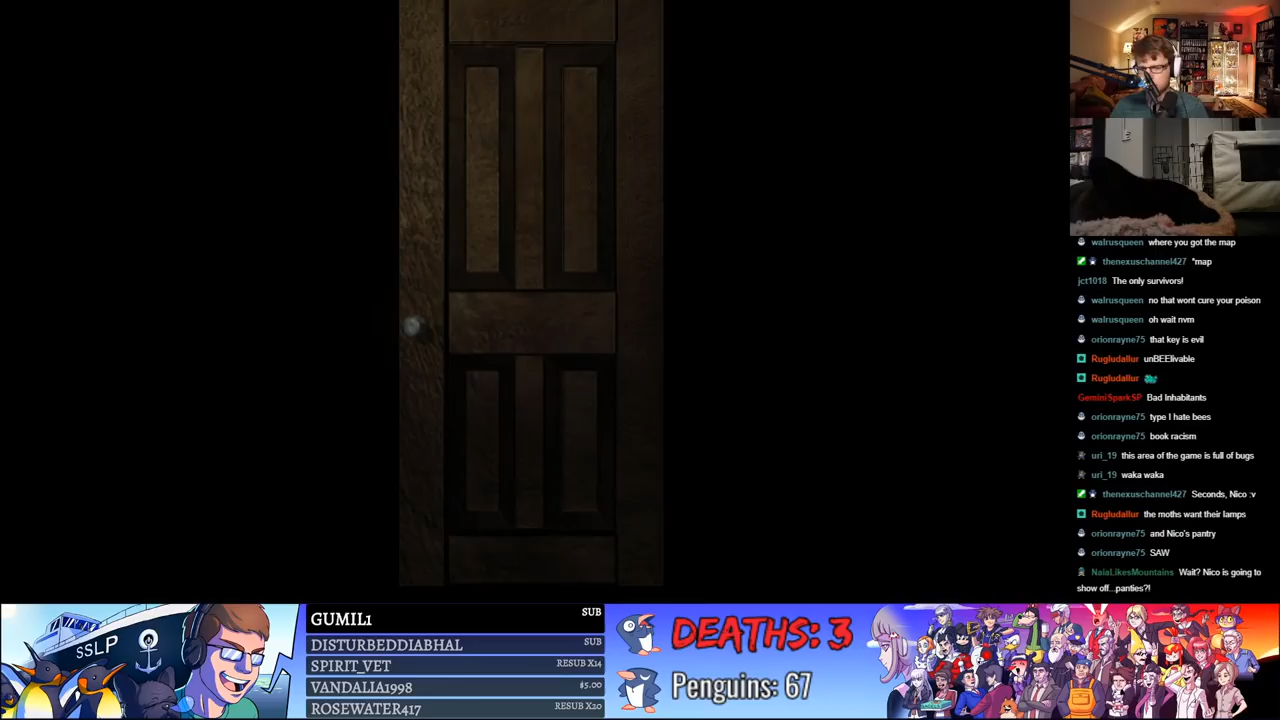 walrusqueen where you got the map
thenexuschannel427 *map
jct1018 The only survivors!
walrusqueen no that wont cure your poison
walrusqueen oh wait nvm
orionrayne75 that key is evil
Rugludallur unBEElivable
Rugludallur
GeminiSparkSP Bad Inhabitants
orionrayne75 type I hate bees
orionrayne75 book racism
uri_19 this area of the game is full of bugs
uri_19 waka waka
thenexuschannel427 Seconds, Nico :v
Rugludallur the moths want their lamps
orionrayne75 and Nico's pantry
orionrayne75 SAW
NaiaLikesMountains Wait? Nico is going to
show off...panties?!
SSLP
GUMIL1 SUB
DISTURBEDDIABHAL SUB
SPIRIT_VET RESUB X14
VANDALIA1998 $5.00
ROSEWATER417 RESUB X20
DEATHS: 3
Penguins: 67